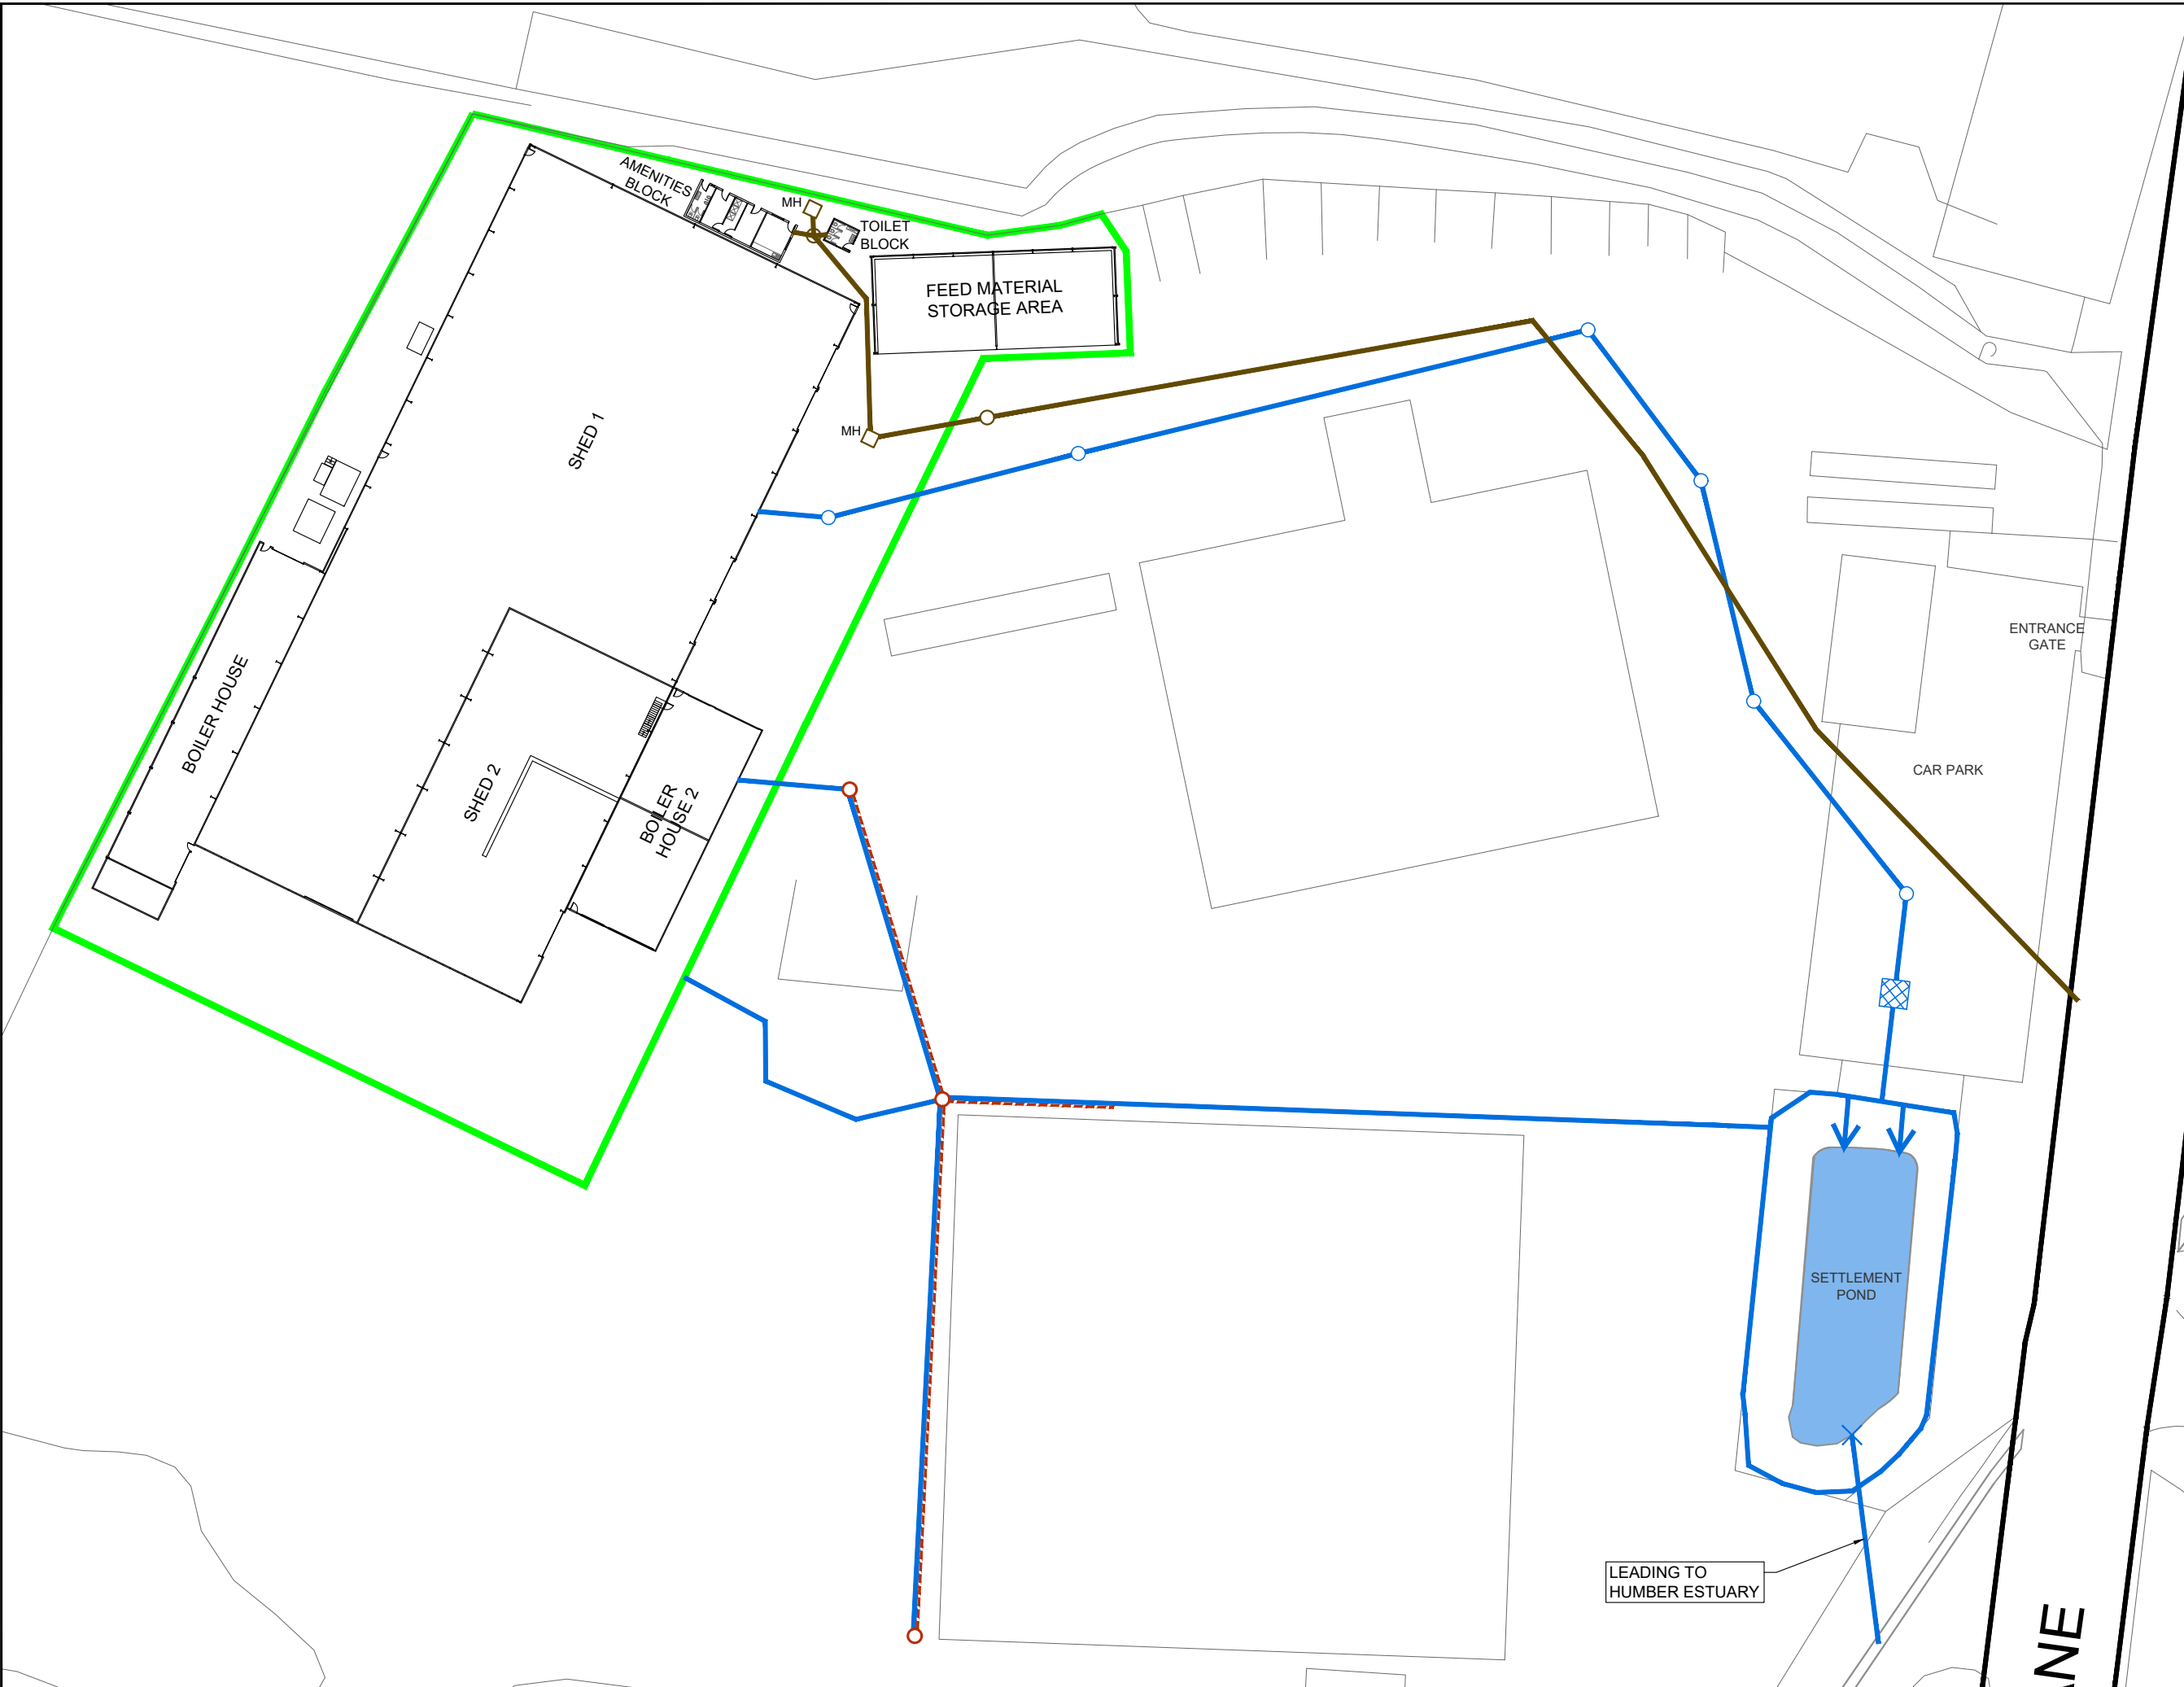 AMENITIES
BLOCK
MH
TOILET
BLOCK
FEED MATERIAL
STORAGE AREA
SHED 1
MH
ENTRANCE
GATE
BOILER HOUSE
CAR PARK
SHED 2
BOILER
HOUSE 2
SETTLEMENT
POND
LEADING TO
HUMBER ESTUARY